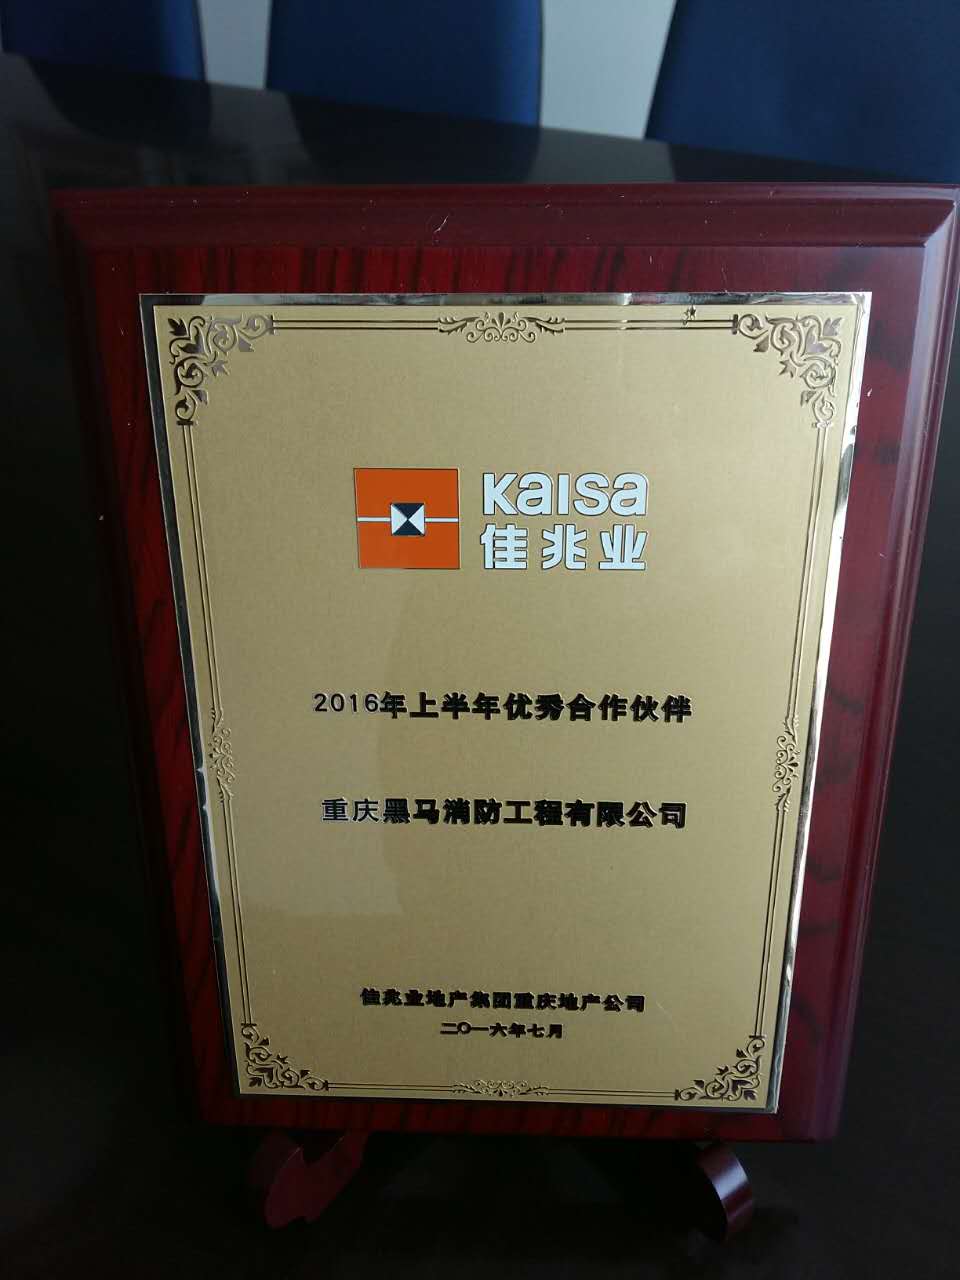 Kaisa
佳兆业
2016年上半年优秀合作伙伴
重庆黑马消防工程有限公司
佳兆业地产集团重庆地产公司
二〇一六年七月